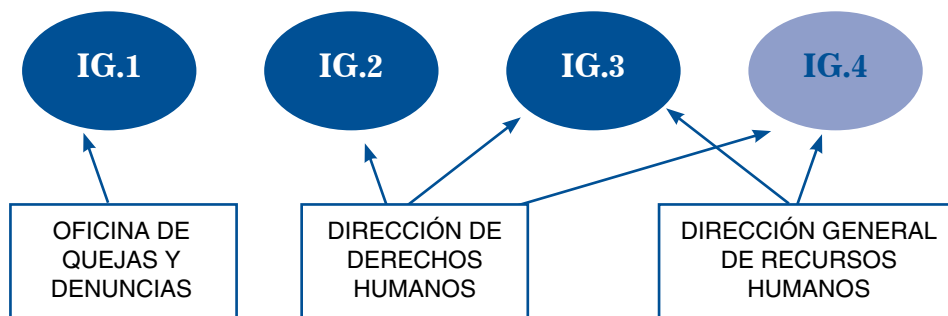 IG.1
IG.2
IG.3
IG.4
OFICINA DE
QUEJAS Y
DENUNCIAS
DIRECCIÓN DE
DERECHOS
HUMANOS
DIRECCIÓN GENERAL
DE RECURSOS
HUMANOS